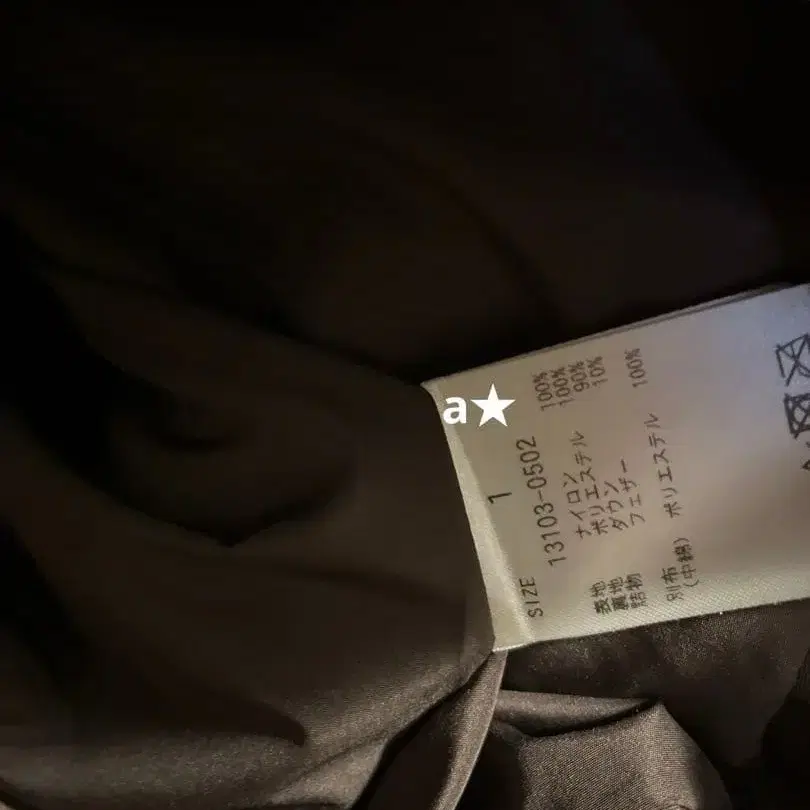 a★
SIZE 1
13103-0502
表地 ナイロン 100%
裏地 ポリエステル 100%
詰物 ダウン 90%
フェザー 10%
別布 ポリエステル 100%
(中綿)